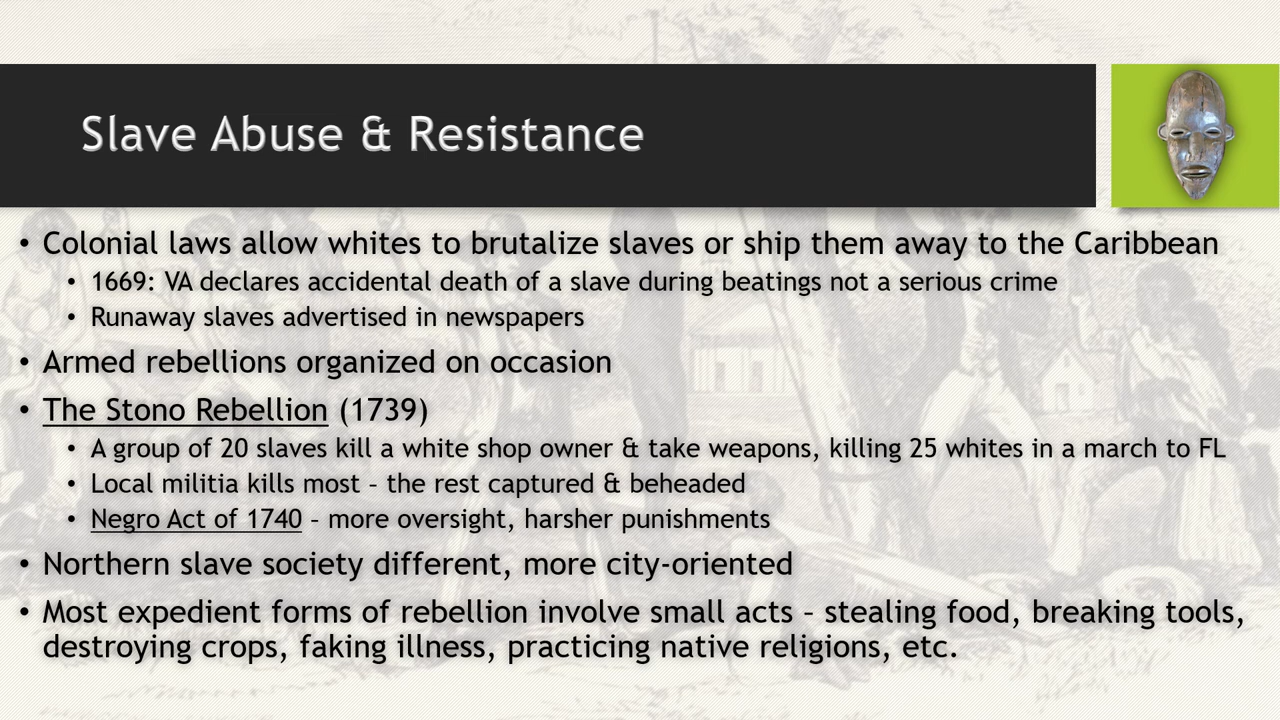 Slave Abuse & Resistance
• Colonial laws allow whites to brutalize slaves or ship them away to the Caribbean
• 1669: VA declares accidental death of a slave during beatings not a serious crime
• Runaway slaves advertised in newspapers
• Armed rebellions organized on occasion
• The Stono Rebellion (1739)
• A group of 20 slaves kill a white shop owner & take weapons, killing 25 whites in a march to FL
• Local militia kills most – the rest captured & beheaded
• Negro Act of 1740 – more oversight, harsher punishments
• Northern slave society different, more city-oriented
• Most expedient forms of rebellion involve small acts – stealing food, breaking tools,
destroying crops, faking illness, practicing native religions, etc.